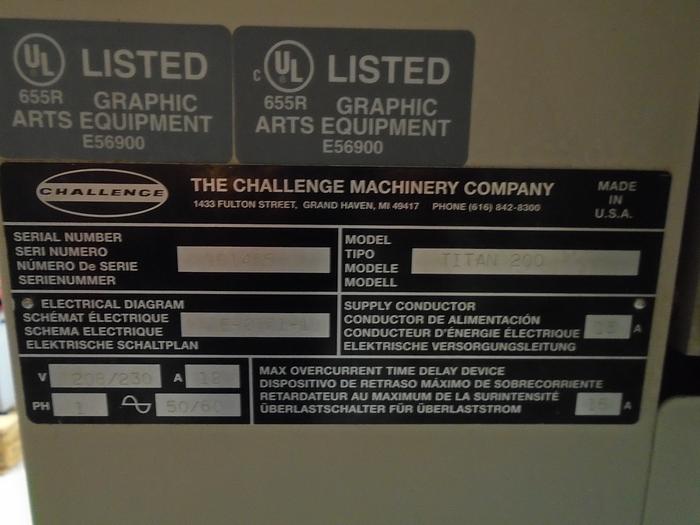 UL LISTED
655R GRAPHIC
ARTS EQUIPMENT
E56900
C UL LISTED
655R GRAPHIC
ARTS EQUIPMENT
E56900
CHALLENGE
THE CHALLENGE MACHINERY COMPANY
1433 FULTON STREET, GRAND HAVEN, MI 49417 PHONE (616) 842-8300
MADE
IN
U.S.A.
SERIAL NUMBER
SERI NUMERO
NÚMERO De SERIE
SERIENUMMER
MODEL
TIPO
MODELE
MODELL
TITAN 200
ELECTRICAL DIAGRAM
SCHÉMAT ÉLECTRIQUE
SCHEMA ELECTRIQUE
ELEKTRISCHE SCHALTPLAN
SUPPLY CONDUCTOR
CONDUCTOR DE ALIMENTACIÓN
CONDUCTEUR D'ÉNERGIE ÉLECTRIQUE
ELEKTRISCHE VERSORGUNGSLEITUNG
15 A
V 208/230 A
PH 1 50/60
MAX OVERCURRENT TIME DELAY DEVICE
DISPOSITIVO DE RETRASO MÁXIMO DE SOBRECORRIENTE
RETARDATEUR AU MAXIMUM DE LA SURINTENSITÉ
ÜBERLASTSCHALTER FÜR ÜBERLASTSTROM
15 A